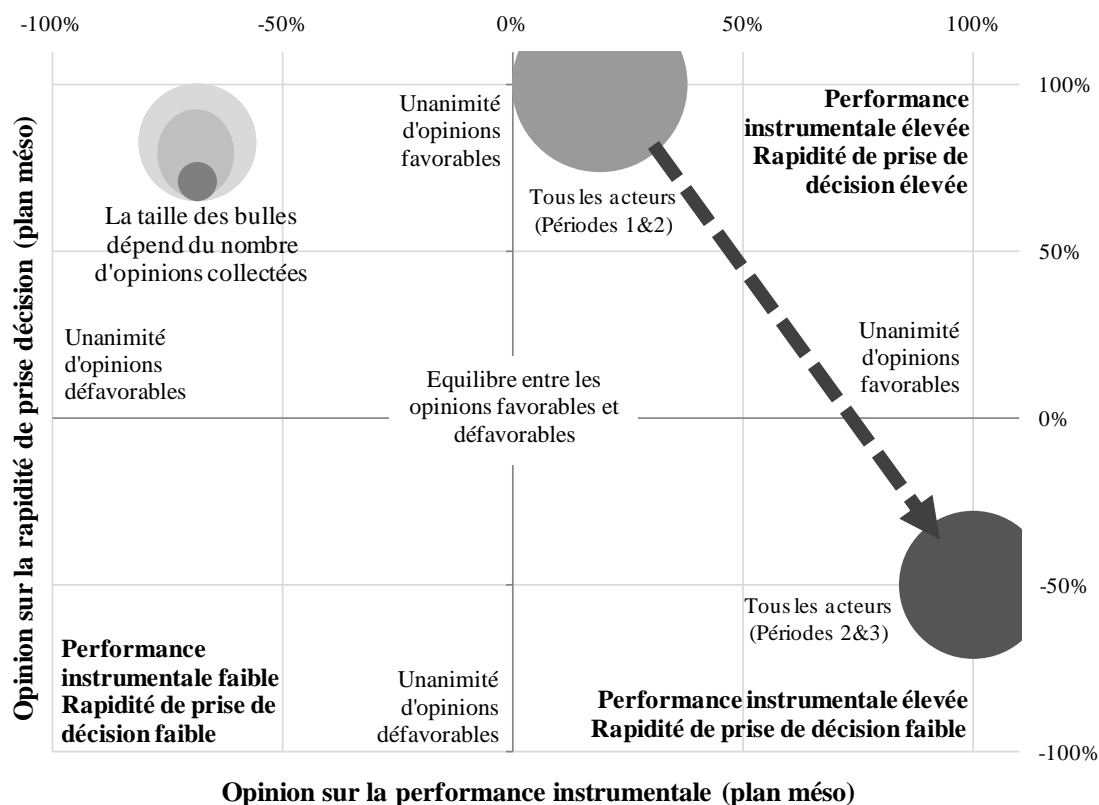 -100%
-50%
0%
50%
100%
Opinion sur la rapidité de prise décision (plan méso)
Unanimité
d'opinions
favorables
Performance
instrumentale élevée
Rapidité de prise de
décision élevée
100%
La taille des bulles
dépend du nombre
d'opinions collectées
Tous les acteurs
(Périodes 1&2)
50%
Unanimité
d'opinions
défavorables
Equilibre entre les
opinions favorables et
défavorables
Unanimité
d'opinions
favorables
0%
-50%
Tous les acteurs
(Périodes 2&3)
Performance
instrumentale faible
Rapidité de prise de
décision faible
Unanimité
d'opinions
défavorables
Performance instrumentale élevée
Rapidité de prise de décision faible
-100%
Opinion sur la performance instrumentale (plan méso)